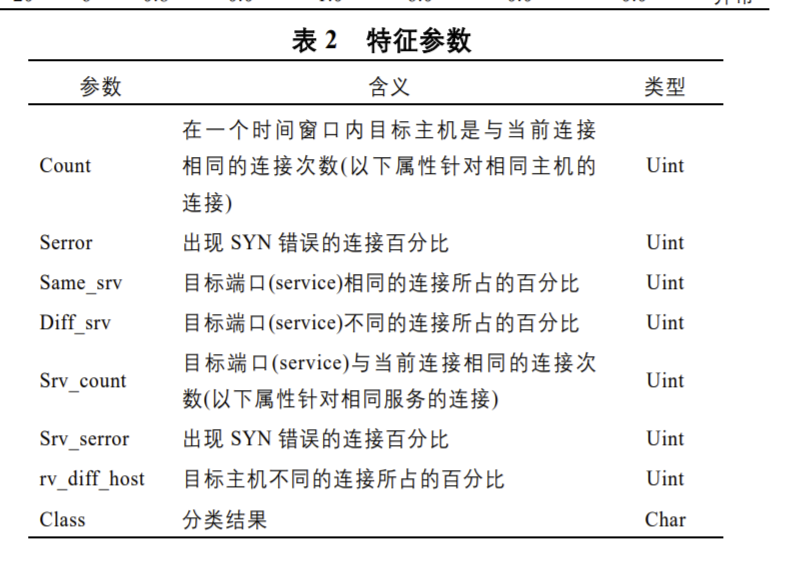 表 2 特征参数
参数 含义 类型
在一个时间窗口内目标主机是与当前连接
Count 相同的连接次数(以下属性针对相同主机的 Uint
连接)
Serror 出现 SYN 错误的连接百分比 Uint
Same_srv 目标端口(service)相同的连接所占的百分比 Uint
Diff_srv 目标端口(service)不同的连接所占的百分比 Uint
目标端口(service)与当前连接相同的连接次
Srv_count Uint
数(以下属性针对相同服务的连接)
Srv_serror 出现 SYN 错误的连接百分比 Uint
rv_diff_host 目标主机不同的连接所占的百分比 Uint
Class 分类结果 Char